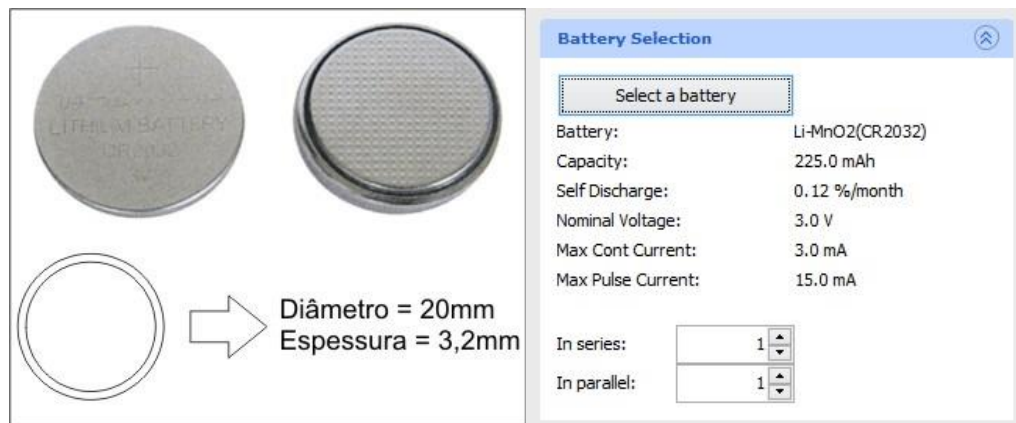 LITHIUM BATTERY
CR2032
Diâmetro = 20mm
Espessura = 3,2mm
Battery Selection
Select a battery
Battery: Li-MnO2(CR2032)
Capacity: 225.0 mAh
Self Discharge: 0.12 %/month
Nominal Voltage: 3.0 V
Max Cont Current: 3.0 mA
Max Pulse Current: 15.0 mA
In series: 1
In parallel: 1